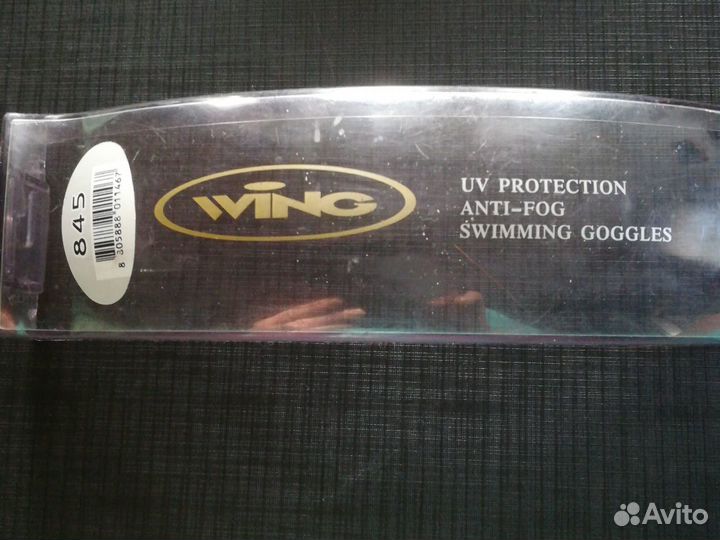 845
8 305888 011467
WING
UV PROTECTION
ANTI-FOG
SWIMMING GOGGLES
Avito